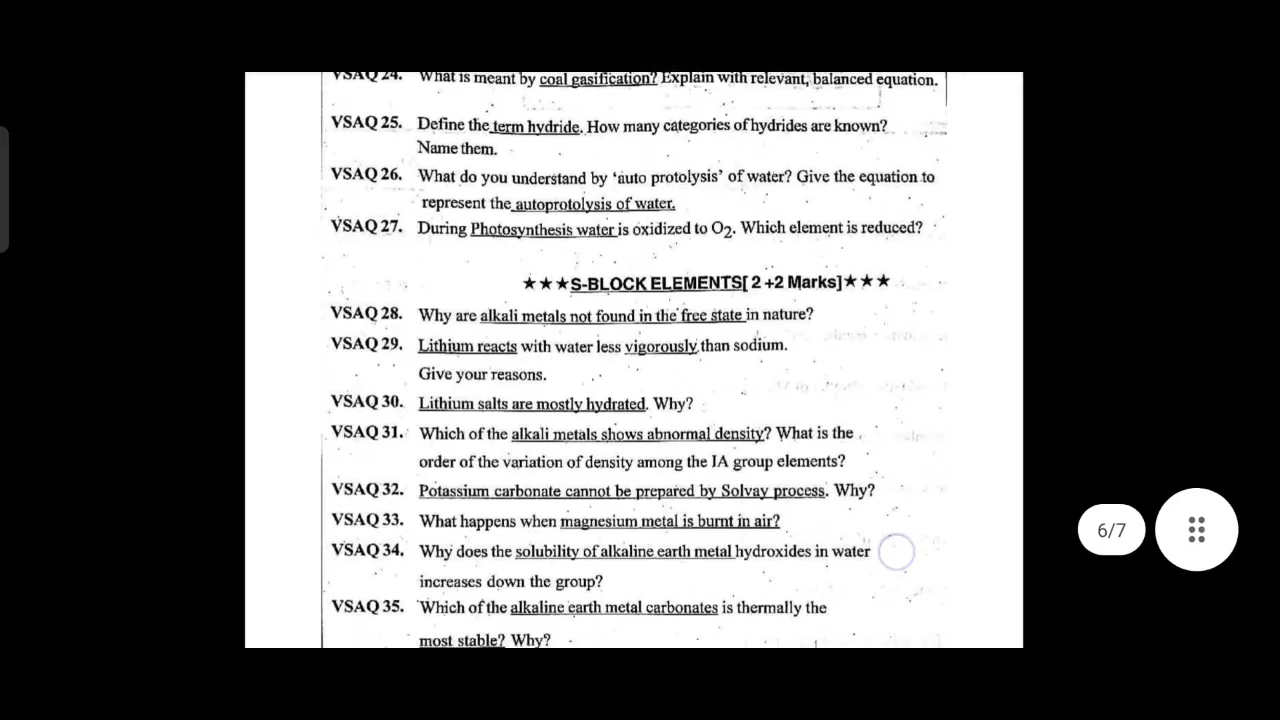 VSAQ 24. What is meant by coal gasification? Explain with relevant, balanced equation.
VSAQ 25. Define the term hydride. How many categories of hydrides are known?
Name them.
VSAQ 26. What do you understand by ‘auto protolysis’ of water? Give the equation to
represent the autoprotolysis of water.
VSAQ 27. During Photosynthesis water is oxidized to O2. Which element is reduced?
★★★S-BLOCK ELEMENTS[ 2 +2 Marks]★★★
VSAQ 28. Why are alkali metals not found in the free state in nature?
VSAQ 29. Lithium reacts with water less vigorously than sodium.
Give your reasons.
VSAQ 30. Lithium salts are mostly hydrated. Why?
VSAQ 31. Which of the alkali metals shows abnormal density? What is the
order of the variation of density among the IA group elements?
VSAQ 32. Potassium carbonate cannot be prepared by Solvay process. Why?
VSAQ 33. What happens when magnesium metal is burnt in air?
VSAQ 34. Why does the solubility of alkaline earth metal hydroxides in water
increases down the group?
VSAQ 35. Which of the alkaline earth metal carbonates is thermally the
most stable? Why?
6/7